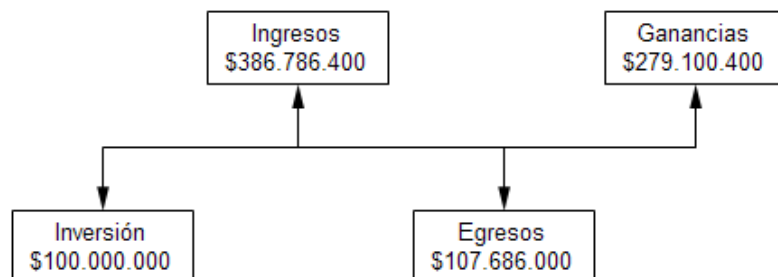 Ingresos
$386.786.400
Ganancias
$279.100.400
Inversión
$100.000.000
Egresos
$107.686.000